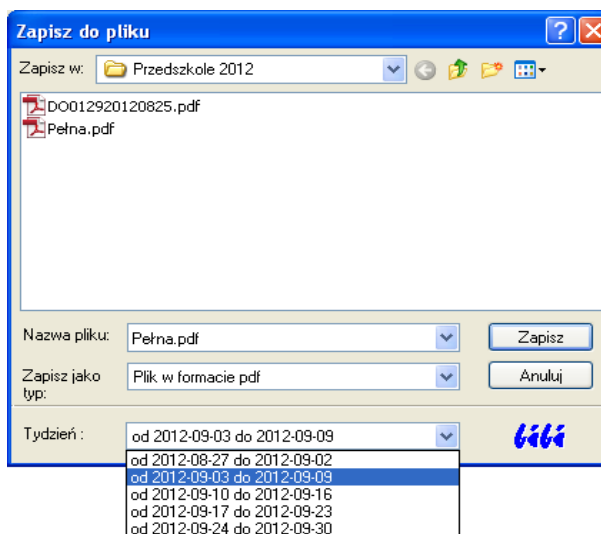 Zapisz do pliku
Zapisz w: Przedszkole 2012
DO012920120825.pdf
Pełna.pdf
Nazwa pliku: Pełna.pdf Zapisz
Zapisz jako typ: Plik w formacie pdf Anuluj
Tydzień : od 2012-09-03 do 2012-09-09
od 2012-08-27 do 2012-09-02
od 2012-09-03 do 2012-09-09
od 2012-09-10 do 2012-09-16
od 2012-09-17 do 2012-09-23
od 2012-09-24 do 2012-09-30